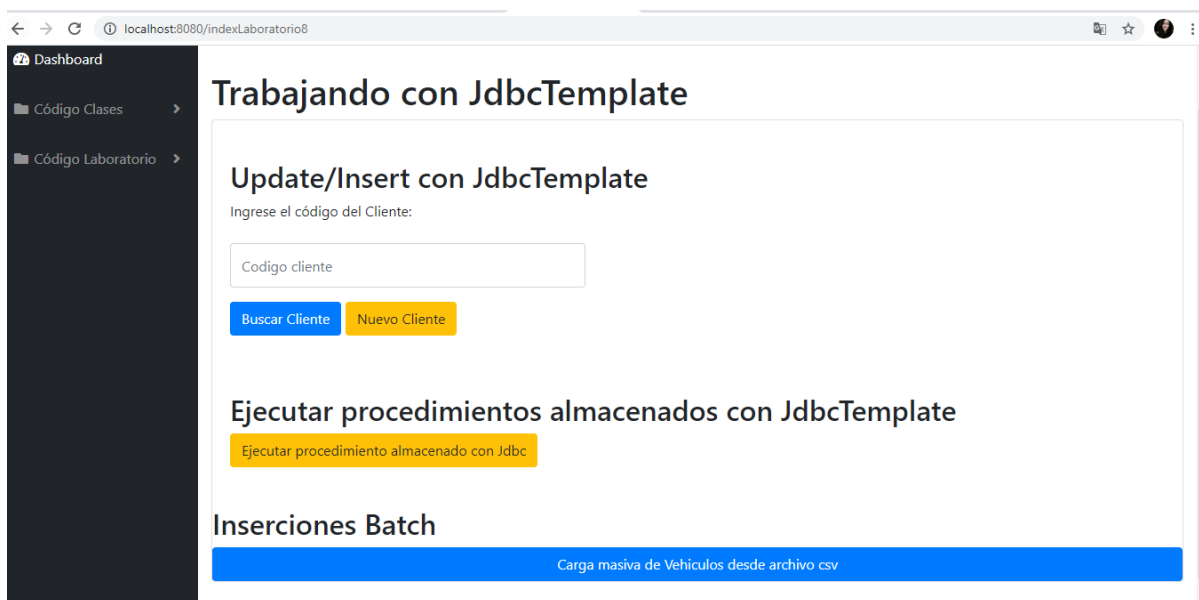 localhost:8080/indexLaboratorio8
Dashboard
Código Clases
Código Laboratorio
Trabajando con JdbcTemplate
Update/Insert con JdbcTemplate
Ingrese el código del Cliente:
Codigo cliente
Buscar Cliente Nuevo Cliente
Ejecutar procedimientos almacenados con JdbcTemplate
Ejecutar procedimiento almacenado con Jdbc
Inserciones Batch
Carga masiva de Vehiculos desde archivo csv